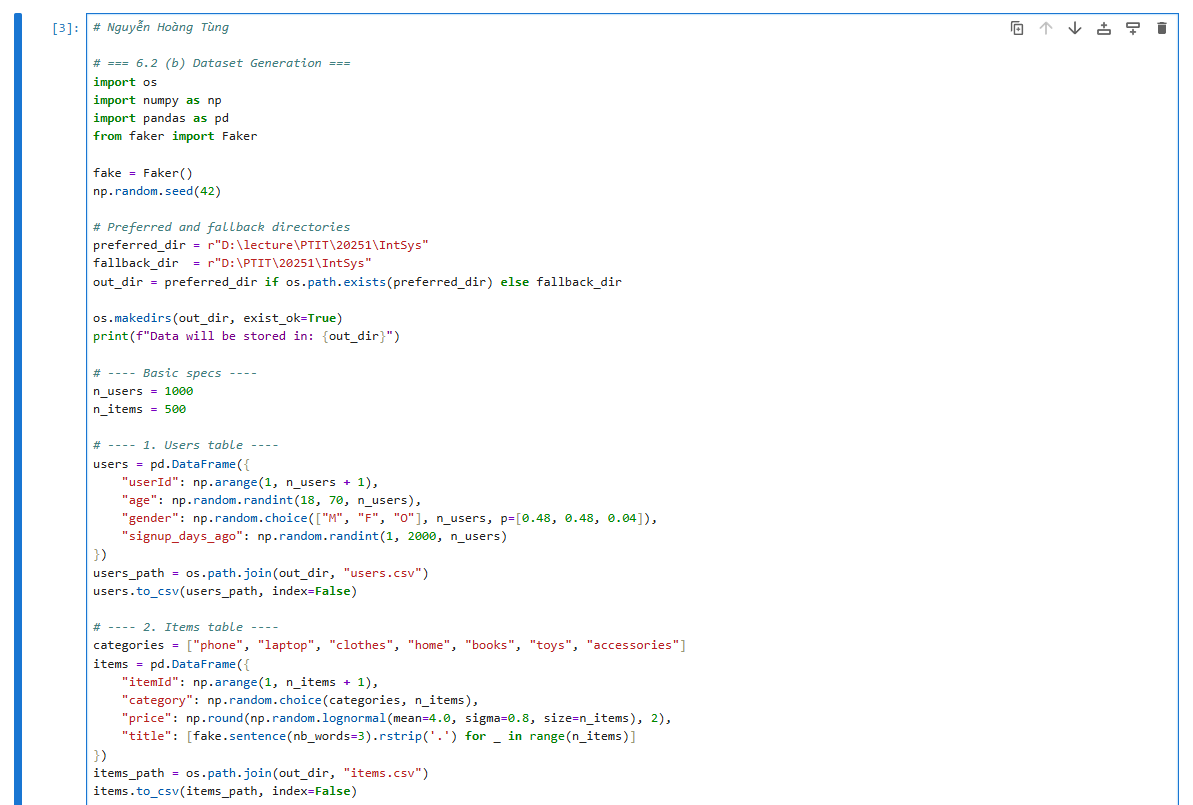 [3]:
# Nguyễn Hoàng Tùng

# === 6.2 (b) Dataset Generation ===
import os
import numpy as np
import pandas as pd
from faker import Faker

fake = Faker()
np.random.seed(42)

# Preferred and fallback directories
preferred_dir = r"D:\lecture\PTIT\20251\IntSys"
fallback_dir  = r"D:\PTIT\20251\IntSys"
out_dir = preferred_dir if os.path.exists(preferred_dir) else fallback_dir

os.makedirs(out_dir, exist_ok=True)
print(f"Data will be stored in: {out_dir}")

# ---- Basic specs ----
n_users = 1000
n_items = 500

# ---- 1. Users table ----
users = pd.DataFrame({
    "userId": np.arange(1, n_users + 1),
    "age": np.random.randint(18, 70, n_users),
    "gender": np.random.choice(["M", "F", "O"], n_users, p=[0.48, 0.48, 0.04]),
    "signup_days_ago": np.random.randint(1, 2000, n_users)
})
users_path = os.path.join(out_dir, "users.csv")
users.to_csv(users_path, index=False)

# ---- 2. Items table ----
categories = ["phone", "laptop", "clothes", "home", "books", "toys", "accessories"]
items = pd.DataFrame({
    "itemId": np.arange(1, n_items + 1),
    "category": np.random.choice(categories, n_items),
    "price": np.round(np.random.lognormal(mean=4.0, sigma=0.8, size=n_items), 2),
    "title": [fake.sentence(nb_words=3).rstrip('.') for _ in range(n_items)]
})
items_path = os.path.join(out_dir, "items.csv")
items.to_csv(items_path, index=False)